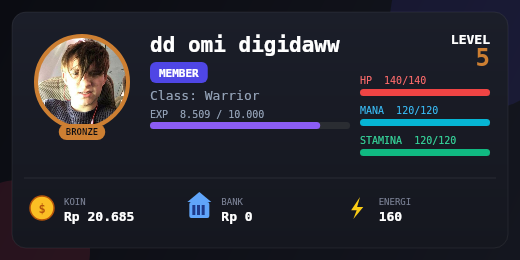 dd omi digidaww
MEMBER
Class: Warrior
EXP 8.509 / 10.000
BRONZE
LEVEL
5
HP 140/140
MANA 120/120
STAMINA 120/120
$
KOIN
Rp 20.685
BANK
Rp 0
ENERGI
160